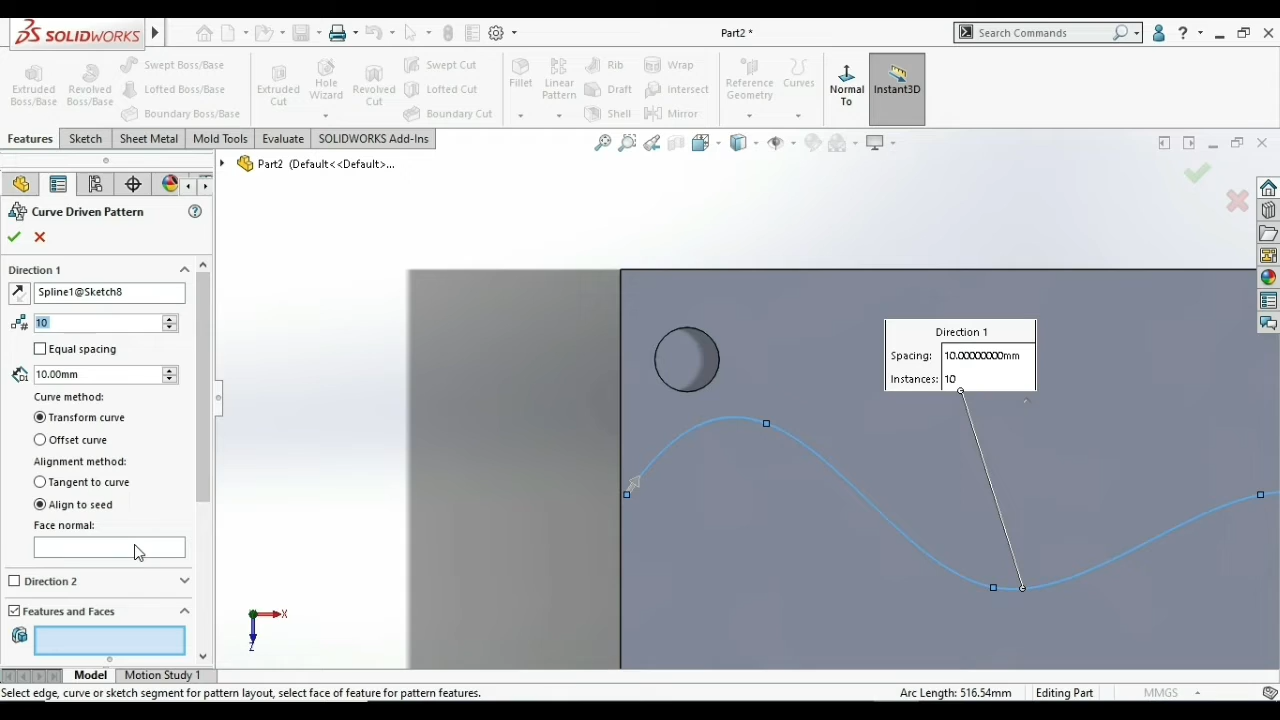 SOLIDWORKS
Part2 *
Search Commands
?
Extruded Boss/Base
Revolved Boss/Base
Swept Boss/Base
Lofted Boss/Base
Boundary Boss/Base
Extruded Cut
Hole Wizard
Revolved Cut
Swept Cut
Lofted Cut
Boundary Cut
Fillet
Linear Pattern
Rib
Draft
Shell
Wrap
Intersect
Mirror
Reference Geometry
Curves
Normal To
Instant3D
Features
Sketch
Sheet Metal
Mold Tools
Evaluate
SOLIDWORKS Add-Ins
Part2 (Default<<Default>...
Curve Driven Pattern
?
Direction 1
Spline1@Sketch8
#
10
Equal spacing
D1
10.00mm
Curve method:
Transform curve
Offset curve
Alignment method:
Tangent to curve
Align to seed
Face normal:
Direction 2
Features and Faces
Direction 1
Spacing: 10.00000000mm
Instances: 10
X
Z
Model
Motion Study 1
Select edge, curve or sketch segment for pattern layout, select face of feature for pattern features.
Arc Length: 516.54mm
Editing Part
MMGS